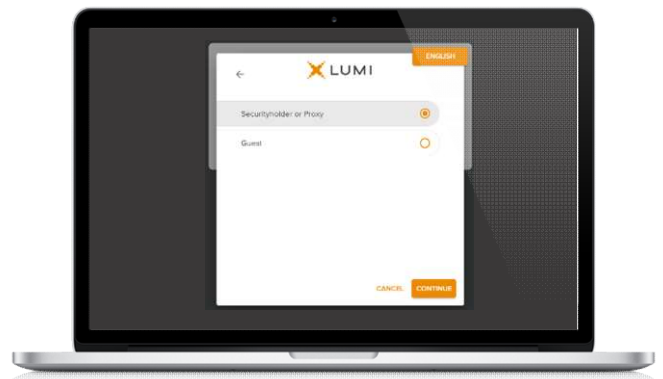 ENGLISH
LUMI
Securityholder or Proxy
Guest
CANCEL
CONTINUE